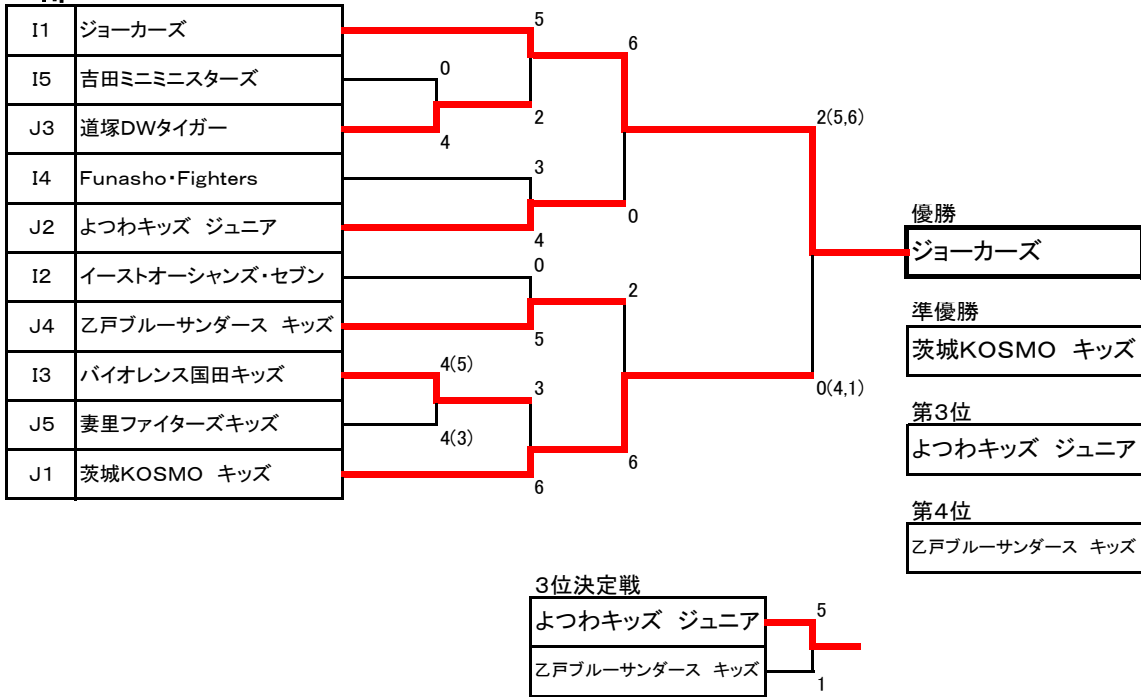 I1 ジョーカーズ
I5 吉田ミニミニスターズ
J3 道塚DWタイガー
I4 Funasho・Fighters
J2 よつわキッズ ジュニア
I2 イーストオーシャンズ・セブン
J4 乙戸ブルーサンダース キッズ
I3 バイオレンス国田キッズ
J5 妻里ファイターズキッズ
J1 茨城KOSMO キッズ
0
4
4(5)
4(3)
5
2
3
4
0
5
3
6
6
0
2
6
2(5,6)
0(4,1)
優勝
ジョーカーズ
準優勝
茨城KOSMO キッズ
第3位
よつわキッズ ジュニア
第4位
乙戸ブルーサンダース キッズ
3位決定戦
よつわキッズ ジュニア 5
乙戸ブルーサンダース キッズ 1